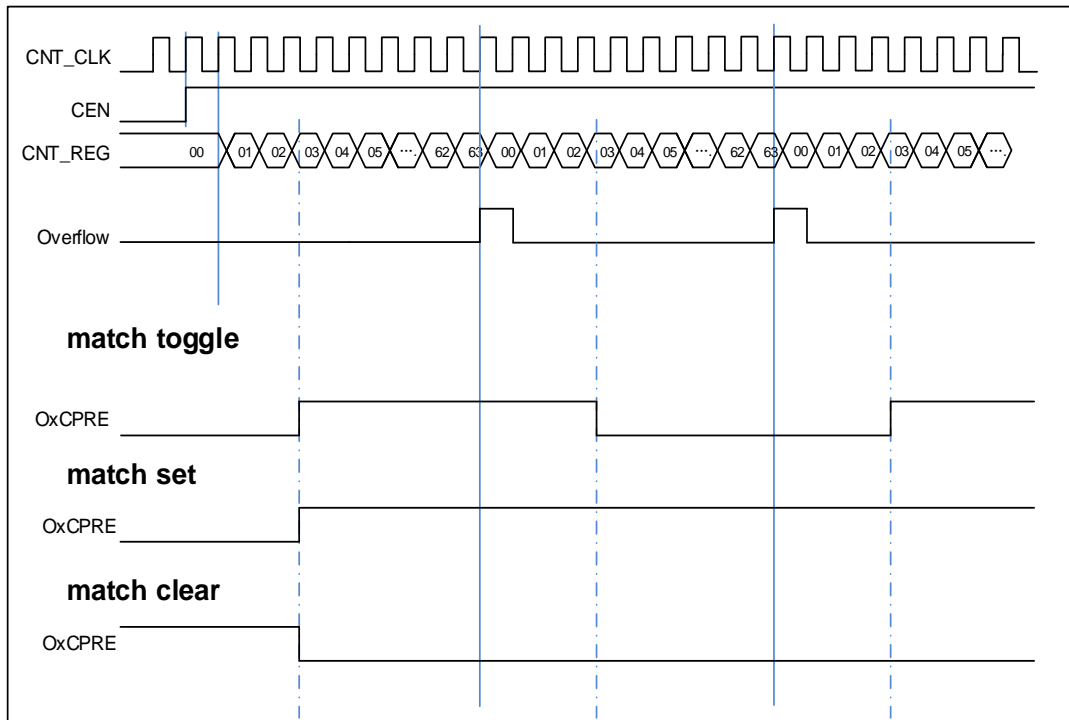 CNT_CLK
CEN
CNT_REG 00 01 02 03 04 05 ···. 62 63 00 01 02 03 04 05 ···. 62 63 00 01 02 03 04 05 ···.
Overflow
match toggle
OxCPRE
match set
OxCPRE
match clear
OxCPRE